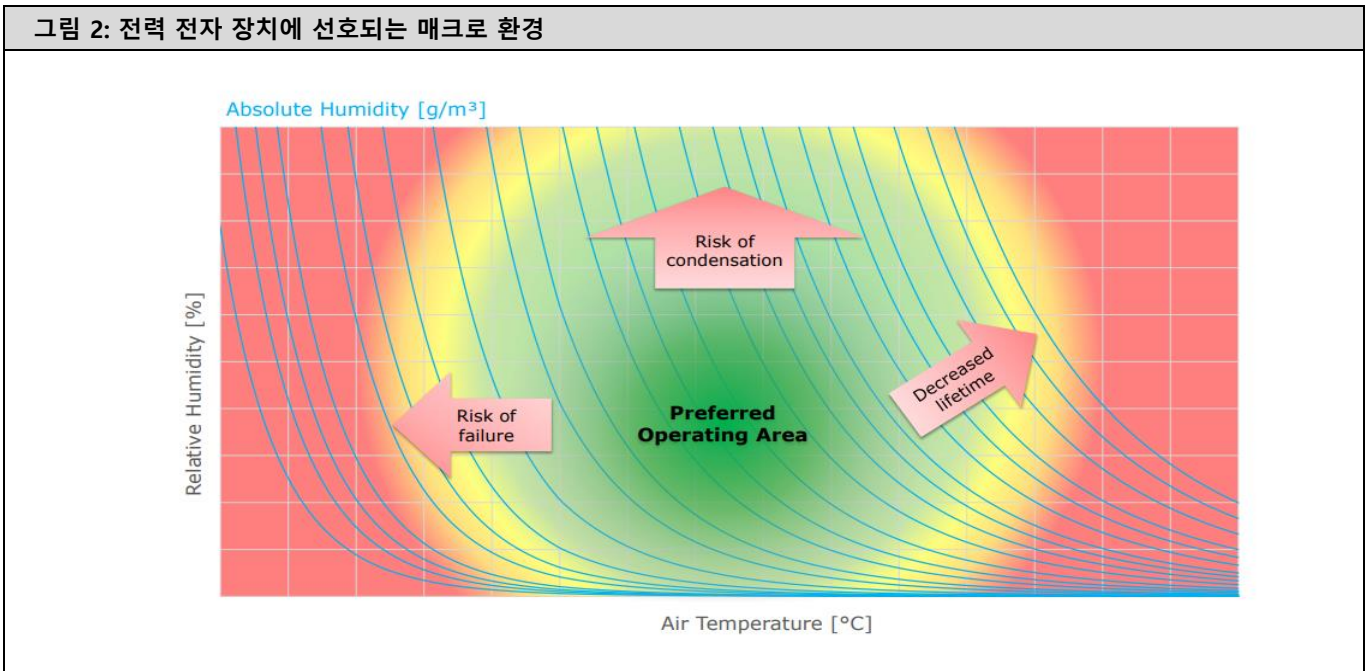 그림 2: 전력 전자 장치에 선호되는 매크로 환경
Absolute Humidity [g/m³]
Risk of
condensation
Decreased
lifetime
Risk of
failure
Preferred
Operating Area
Relative Humidity [%]
Air Temperature [°C]